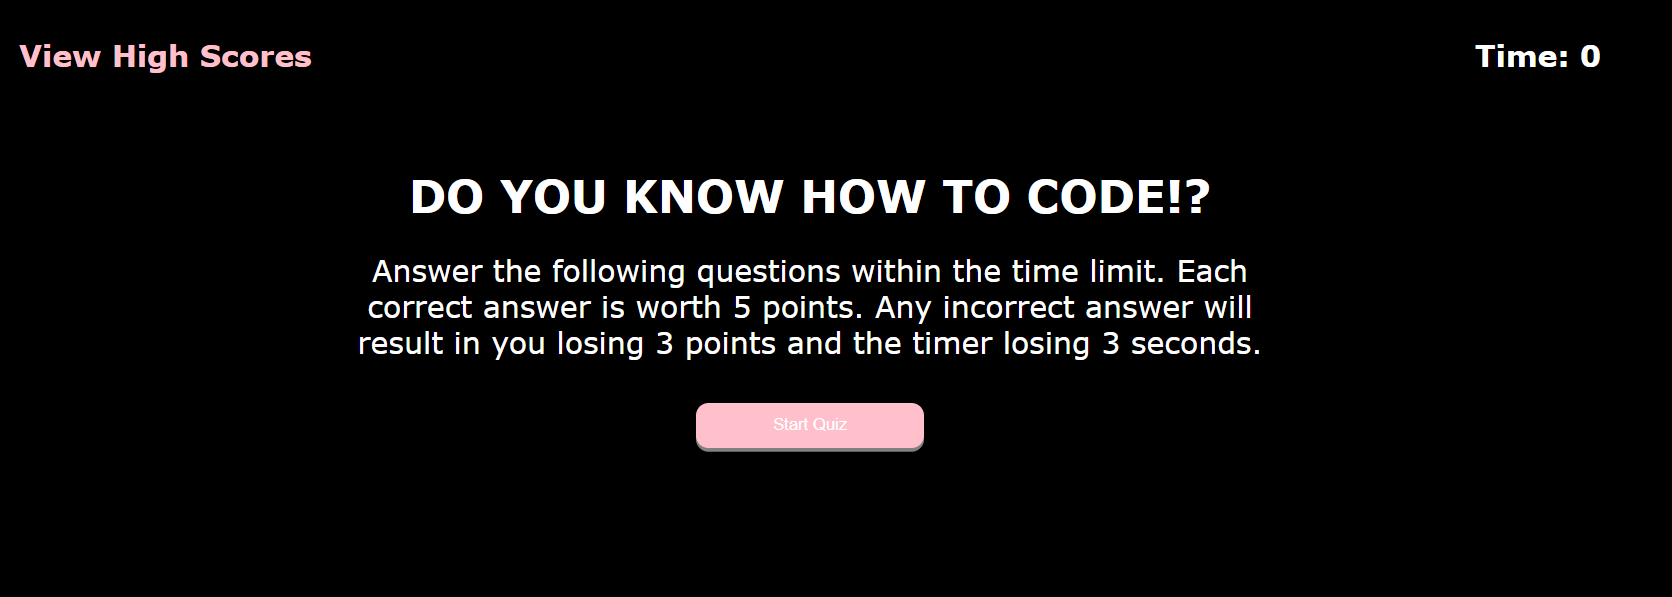 View High Scores
Time: 0
DO YOU KNOW HOW TO CODE!?
Answer the following questions within the time limit. Each
correct answer is worth 5 points. Any incorrect answer will
result in you losing 3 points and the timer losing 3 seconds.
Start Quiz